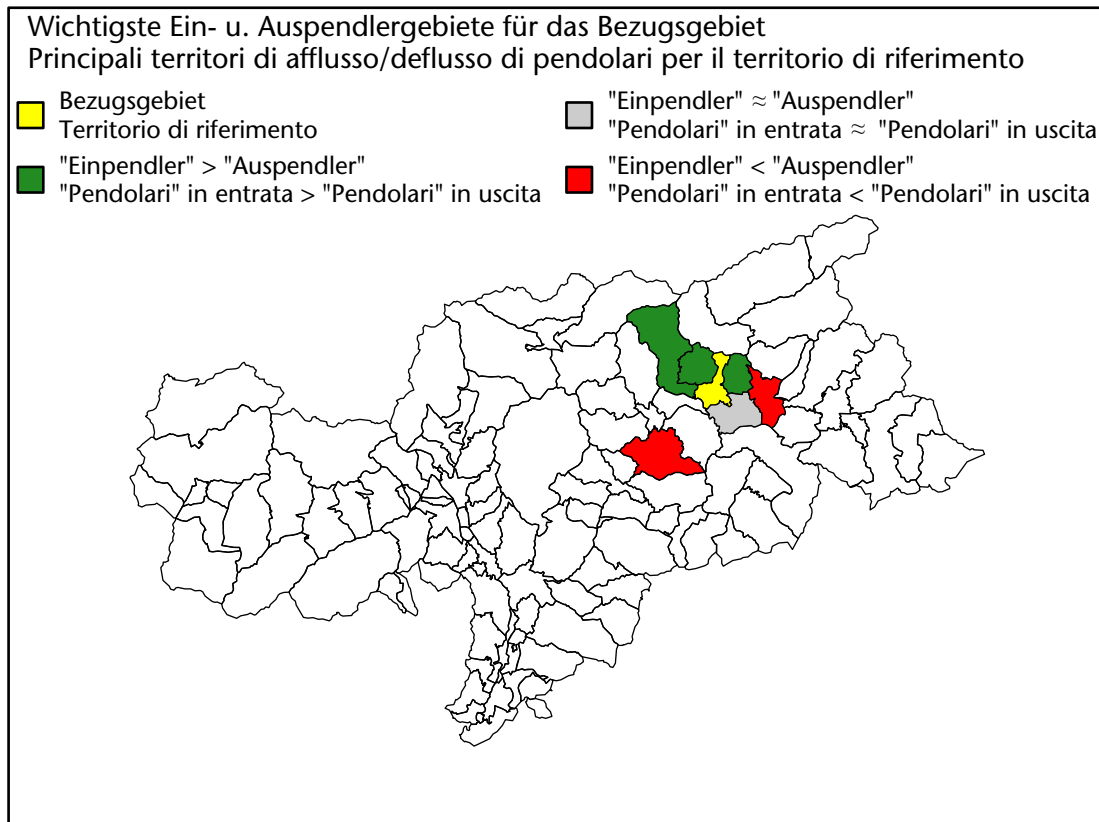 Wichtigste Ein- u. Auspendlergebiete für das Bezugsgebiet
Principali territori di afflusso/deflusso di pendolari per il territorio di riferimento
Bezugsgebiet
Territorio di riferimento
"Einpendler" > "Auspendler"
"Pendolari" in entrata > "Pendolari" in uscita
"Einpendler" ≈ "Auspendler"
"Pendolari" in entrata ≈ "Pendolari" in uscita
"Einpendler" < "Auspendler"
"Pendolari" in entrata < "Pendolari" in uscita